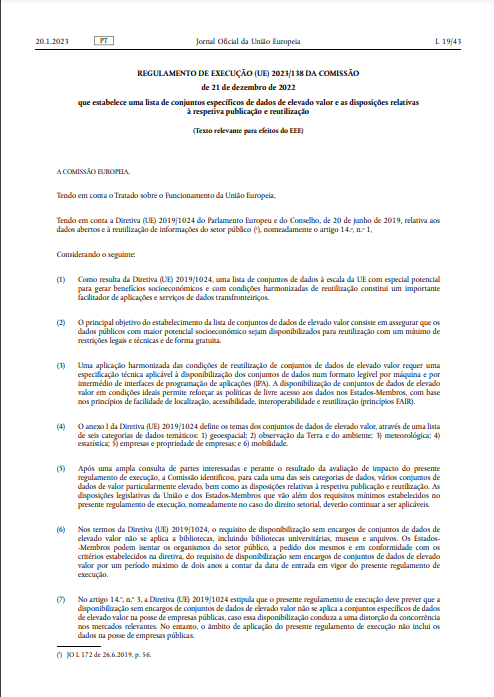 20.1.2023 PT Jornal Oficial da União Europeia L 19/43
REGULAMENTO DE EXECUÇÃO (UE) 2023/138 DA COMISSÃO
de 21 de dezembro de 2022
que estabelece uma lista de conjuntos específicos de dados de elevado valor e as disposições relativas
à respetiva publicação e reutilização
(Texto relevante para efeitos do EEE)
A COMISSÃO EUROPEIA,
Tendo em conta o Tratado sobre o Funcionamento da União Europeia,
Tendo em conta a Diretiva (UE) 2019/1024 do Parlamento Europeu e do Conselho, de 20 de junho de 2019, relativa aos
dados abertos e à reutilização de informações do setor público (¹), nomeadamente o artigo 14.º, n.º 1,
Considerando o seguinte:
(1) Como resulta da Diretiva (UE) 2019/1024, uma lista de conjuntos de dados à escala da UE com especial potencial
para gerar benefícios socioeconómicos e com condições harmonizadas de reutilização constitui um importante
facilitador de aplicações e serviços de dados transfronteiriços.
(2) O principal objetivo do estabelecimento da lista de conjuntos de dados de elevado valor consiste em assegurar que os
dados públicos com maior potencial socioeconómico sejam disponibilizados para reutilização com um mínimo de
restrições legais e técnicas e de forma gratuita.
(3) Uma aplicação harmonizada das condições de reutilização de conjuntos de dados de elevado valor requer uma
especificação técnica aplicável à disponibilização dos conjuntos de dados num formato legível por máquina e por
intermédio de interfaces de programação de aplicações (IPA). A disponibilização de conjuntos de dados de elevado
valor em condições ideais permite reforçar as políticas de livre acesso aos dados nos Estados-Membros, com base
nos princípios de facilidade de localização, acessibilidade, interoperabilidade e reutilização (princípios FAIR).
(4) O anexo I da Diretiva (UE) 2019/1024 define os temas dos conjuntos de dados de elevado valor, através de uma lista
de seis categorias de dados temáticos: 1) geoespacial; 2) observação da Terra e do ambiente; 3) meteorológica; 4)
estatística; 5) empresas e propriedade de empresas; e 6) mobilidade.
(5) Após uma ampla consulta de partes interessadas e perante o resultado da avaliação de impacto do presente
regulamento de execução, a Comissão identificou, para cada uma das seis categorias de dados, vários conjuntos
de dados de valor particularmente elevado, bem como as disposições relativas à respetiva publicação e reutilização. As
disposições legislativas da União e dos Estados-Membros que vão além dos requisitos mínimos estabelecidos no
presente regulamento de execução, nomeadamente no caso do direito setorial, deverão continuar a ser aplicáveis.
(6) Nos termos da Diretiva (UE) 2019/1024, o requisito de disponibilização sem encargos de conjuntos de dados de
elevado valor não se aplica a bibliotecas, incluindo bibliotecas universitárias, museus e arquivos. Os Estados-
-Membros podem isentar os organismos do setor público, a pedido dos mesmos e em conformidade com os
critérios estabelecidos na diretiva, do requisito de disponibilização sem encargos de conjuntos de dados de elevado
valor por um período máximo de dois anos a contar da data de entrada em vigor do presente regulamento de
execução.
(7) No artigo 14.º, n.º 3, a Diretiva (UE) 2019/1024 estipula que o presente regulamento de execução deve prever que a
disponibilização sem encargos de conjuntos de dados de elevado valor não se aplica a conjuntos específicos de dados
de elevado valor na posse de empresas públicas, caso essa disponibilização conduza a uma distorção da concorrência
nos mercados relevantes. No entanto, o âmbito de aplicação do presente regulamento de execução não inclui os
dados na posse de empresas públicas.
(¹) JO L 172 de 26.6.2019, p. 56.